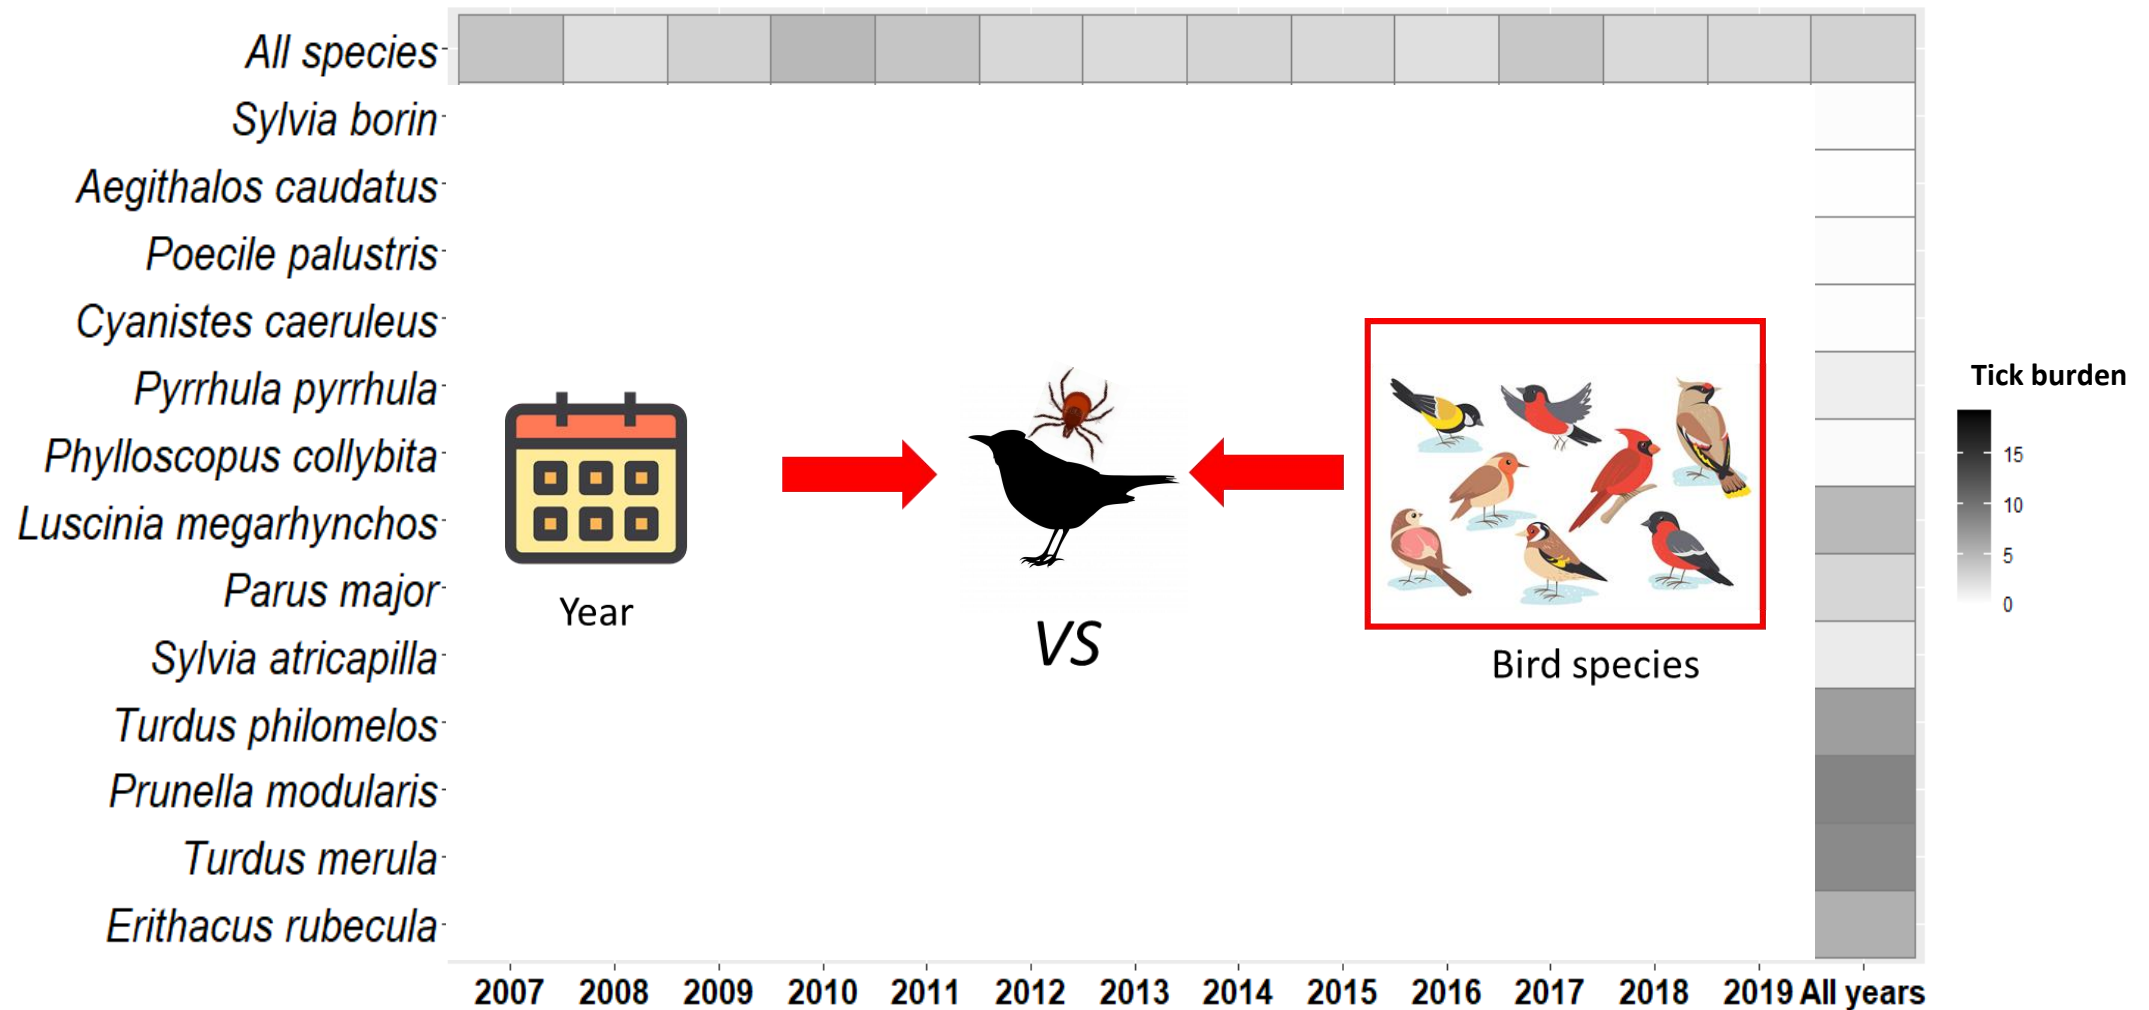 All species
Sylvia borin
Aegithalos caudatus
Poecile palustris
Cyanistes caeruleus
Pyrrhula pyrrhula
Phylloscopus collybita
Luscinia megarhynchos
Parus major
Sylvia atricapilla
Turdus philomelos
Prunella modularis
Turdus merula
Erithacus rubecula
Year
VS
Bird species
Tick burden
15
10
5
0
2007 2008 2009 2010 2011 2012 2013 2014 2015 2016 2017 2018 2019 All years